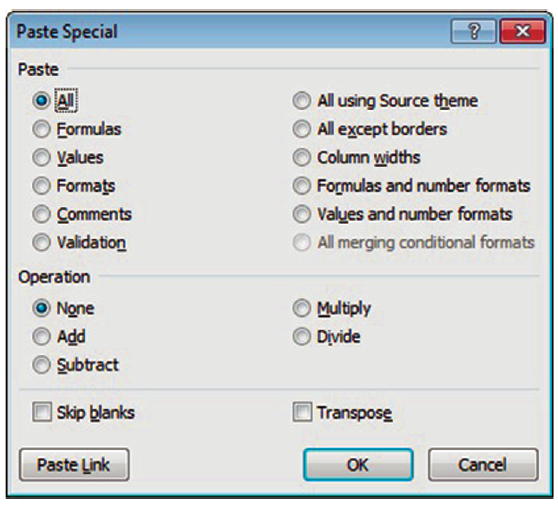 Paste Special
Paste
All
Formulas
Values
Formats
Comments
Validation
All using Source theme
All except borders
Column widths
Formulas and number formats
Values and number formats
All merging conditional formats
Operation
None
Add
Subtract
Multiply
Divide
Skip blanks
Transpose
Paste Link
OK
Cancel